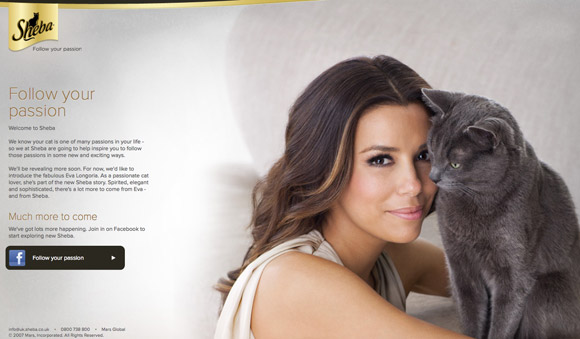 Sheba
Follow your passion
Follow your
passion
Welcome to Sheba
We know your cat is one of many passions in your life -
so we at Sheba are going to help inspire you to follow
those passions in some new and exciting ways.
We'll be revealing more soon. For now, we'd like to
introduce the fabulous Eva Longoria. As a passionate cat
lover, she's part of the new Sheba story. Spirited, elegant
and sophisticated, there's a lot more to come from Eva -
and from Sheba.
Much more to come
We've got lots more happening. Join in on Facebook to
start exploring new Sheba.
f Follow your passion
info@uk.sheba.co.uk • 0800 738 800 • Mars Global
© 2007 Mars, Incorporated. All Rights Reserved.